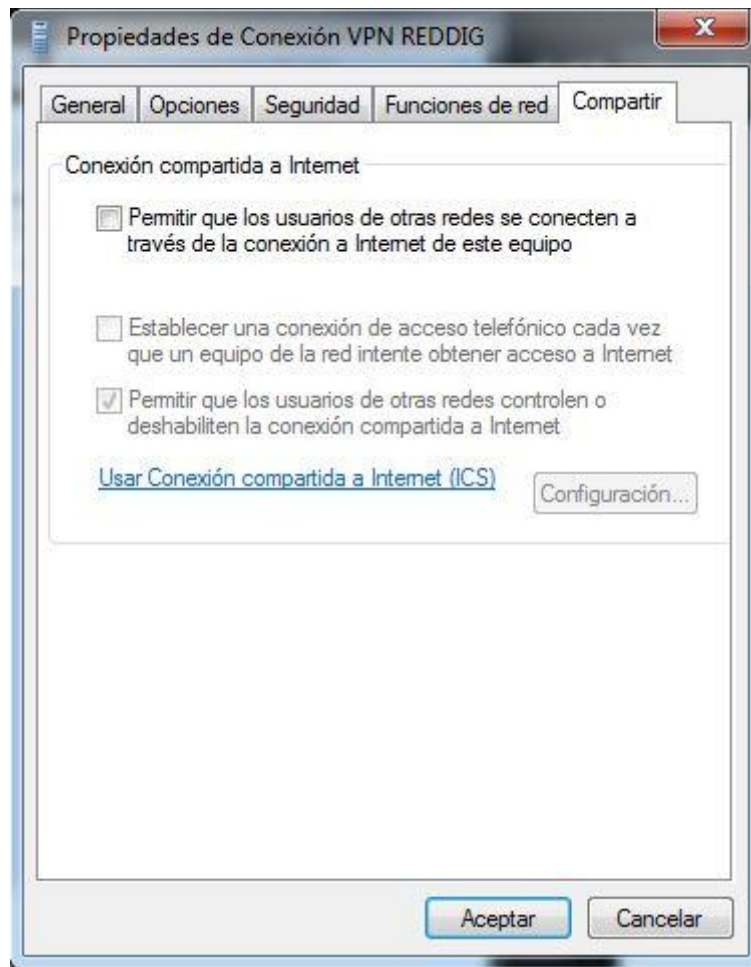 Propiedades de Conexión VPN REDDIG
General Opciones Seguridad Funciones de red Compartir
Conexión compartida a Internet
Permitir que los usuarios de otras redes se conecten a
través de la conexión a Internet de este equipo
Establecer una conexión de acceso telefónico cada vez
que un equipo de la red intente obtener acceso a Internet
Permitir que los usuarios de otras redes controlen o
deshabiliten la conexión compartida a Internet
Usar Conexión compartida a Internet (ICS)
Configuración...
Aceptar Cancelar